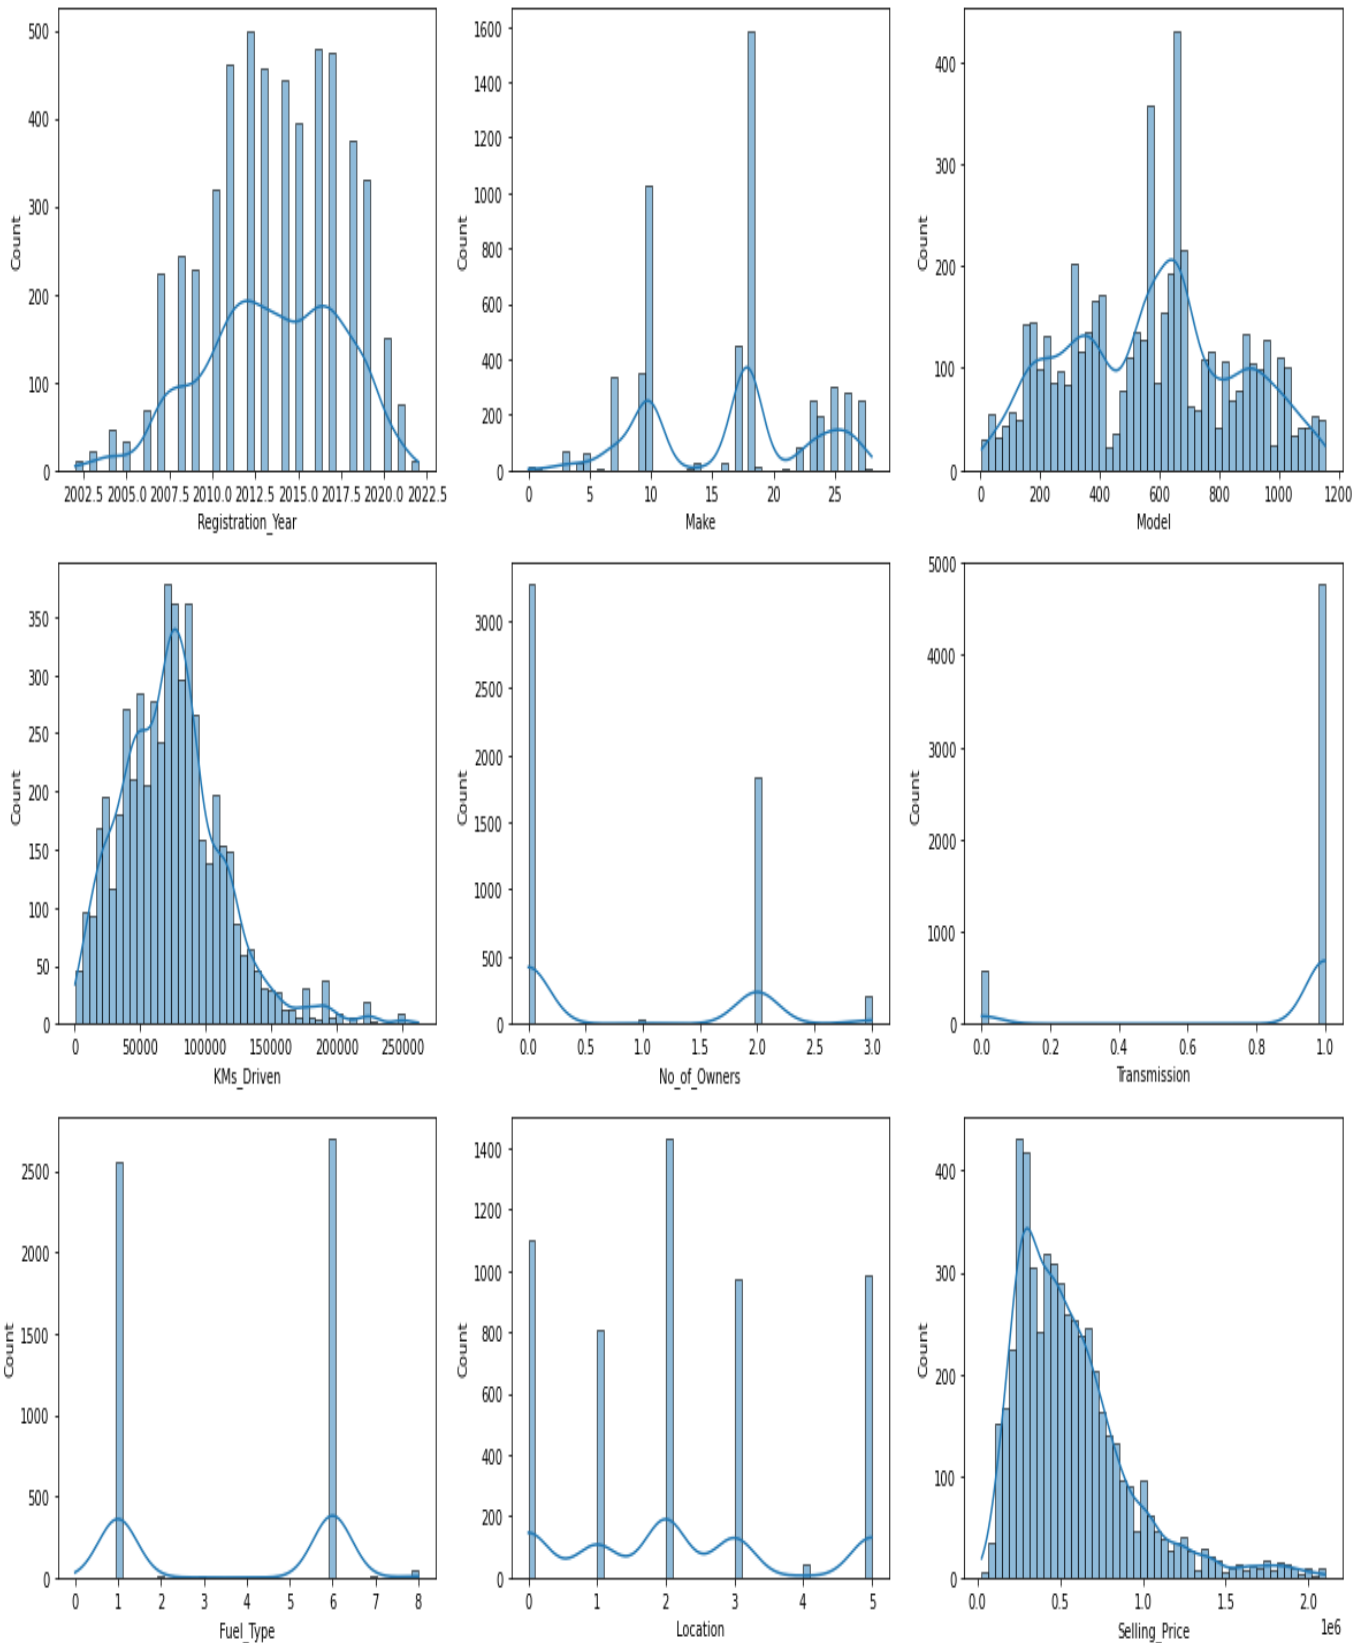 500
400
300
200
100
0
Count
2002.5 2005.0 2007.5 2010.0 2012.5 2015.0 2017.5 2020.0 2022.5
Registration_Year
1600
1400
1200
1000
800
600
400
200
0
Count
0 5 10 15 20 25
Make
400
300
200
100
0
Count
0 200 400 600 800 1000 1200
Model
350
300
250
200
150
100
50
0
Count
0 50000 100000 150000 200000 250000
KMs_Driven
3000
2500
2000
1500
1000
500
0
Count
0.0 0.5 1.0 1.5 2.0 2.5 3.0
No_of_Owners
5000
4000
3000
2000
1000
0
Count
0.0 0.2 0.4 0.6 0.8 1.0
Transmission
2500
2000
1500
1000
500
0
Count
0 1 2 3 4 5 6 7 8
Fuel_Type
1400
1200
1000
800
600
400
200
0
Count
0 1 2 3 4 5
Location
400
300
200
100
0
Count
0.0 0.5 1.0 1.5 2.0
1e6
Selling_Price